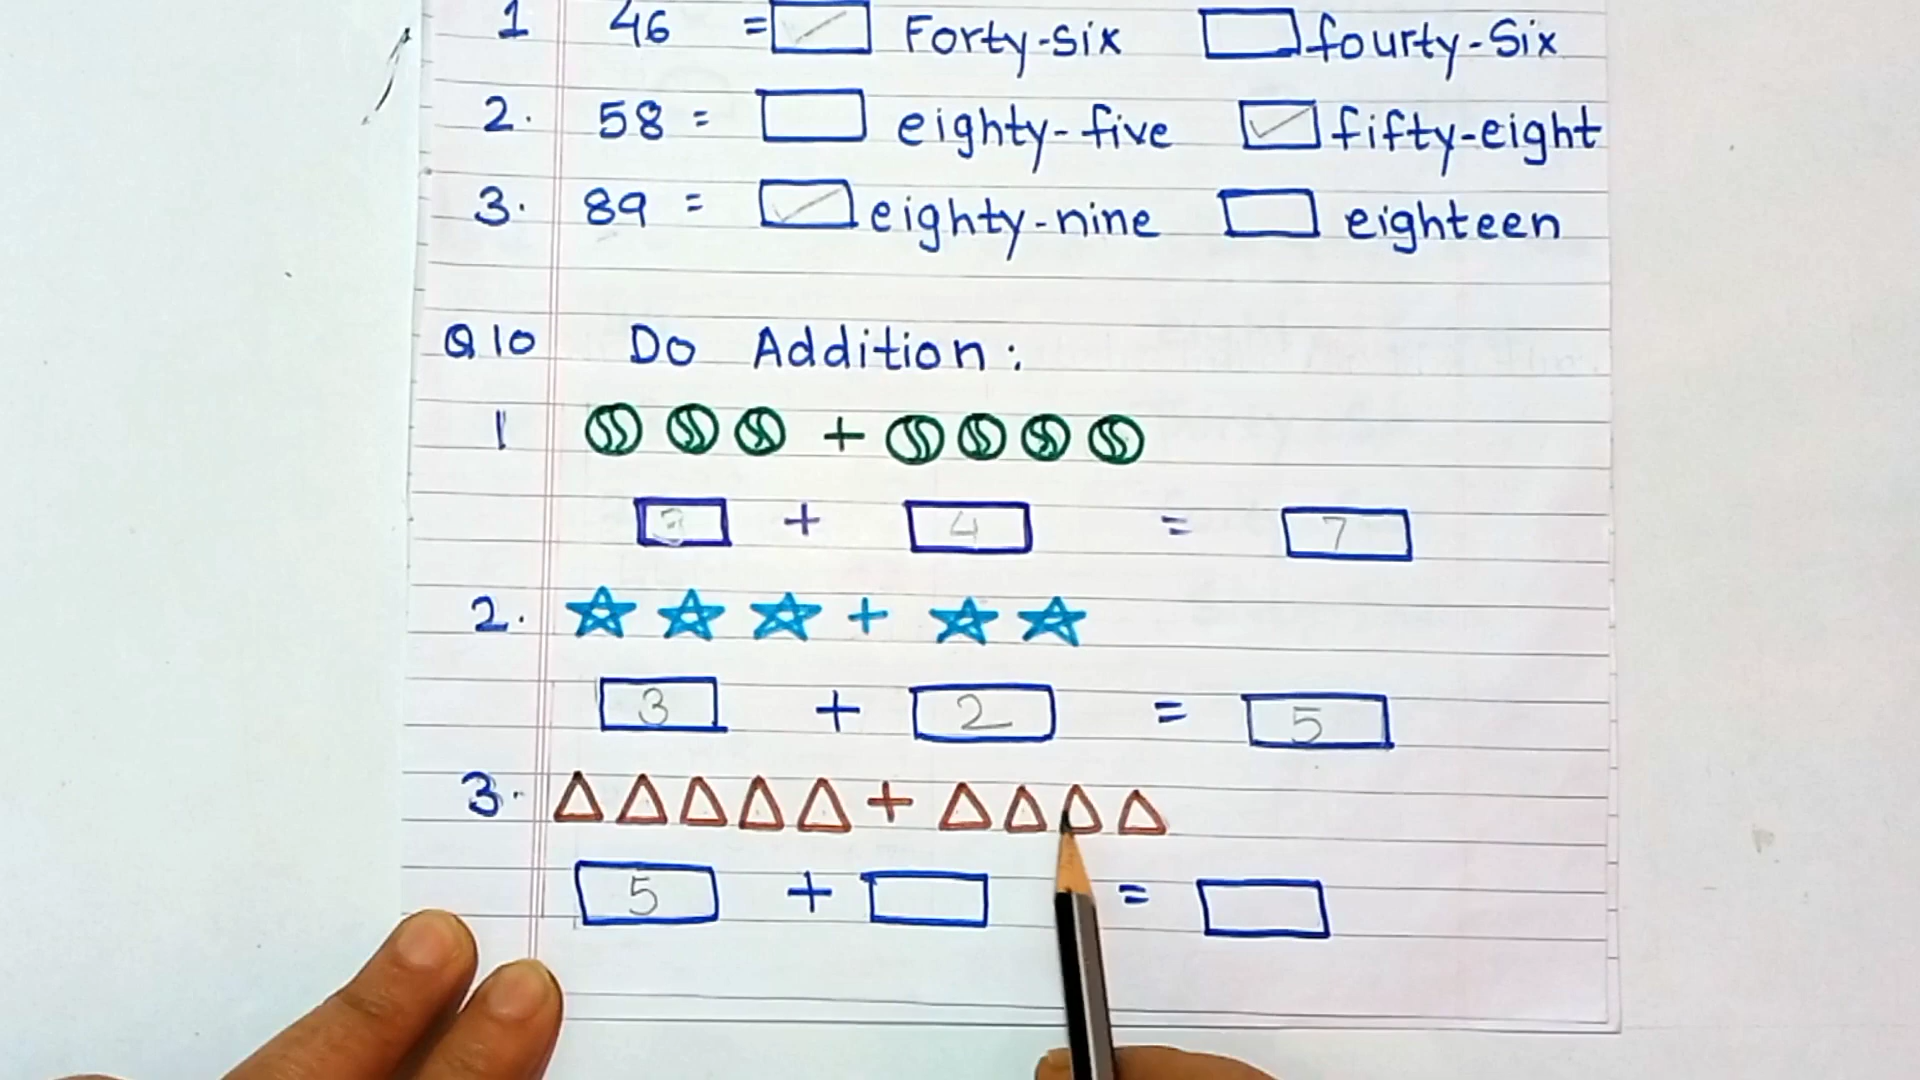 1 46 = ✓ Forty-six fourty-Six
2. 58 = eighty-five ✓ fifty-eight
3. 89 = ✓ eighty-nine eighteen
Q10 Do Addition:
1 +
3 + 4 = 7
2. +
3 + 2 = 5
3. +
5 + =